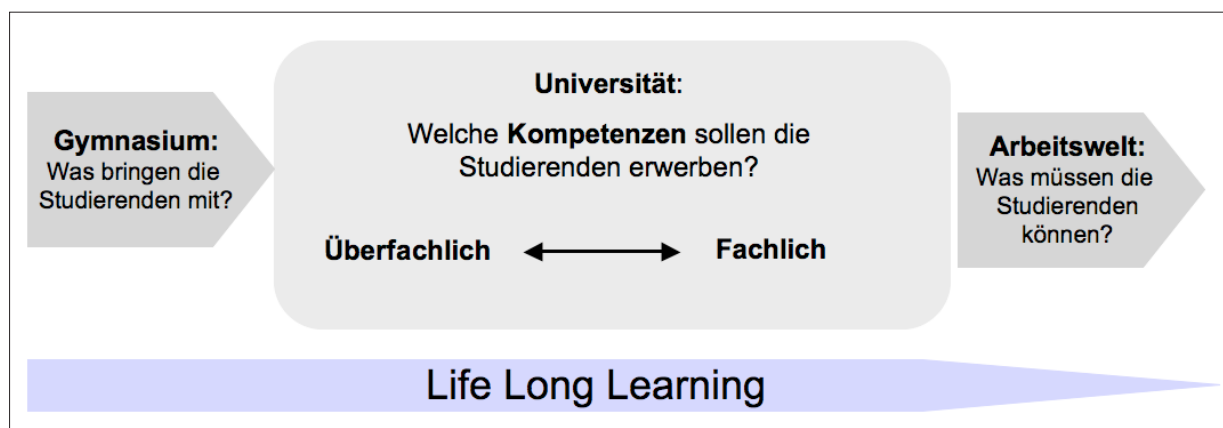 Gymnasium:
Was bringen die
Studierenden mit?
Universität:
Welche Kompetenzen sollen die
Studierenden erwerben?
Überfachlich
Fachlich
Arbeitswelt:
Was müssen die
Studierenden
können?
Life Long Learning